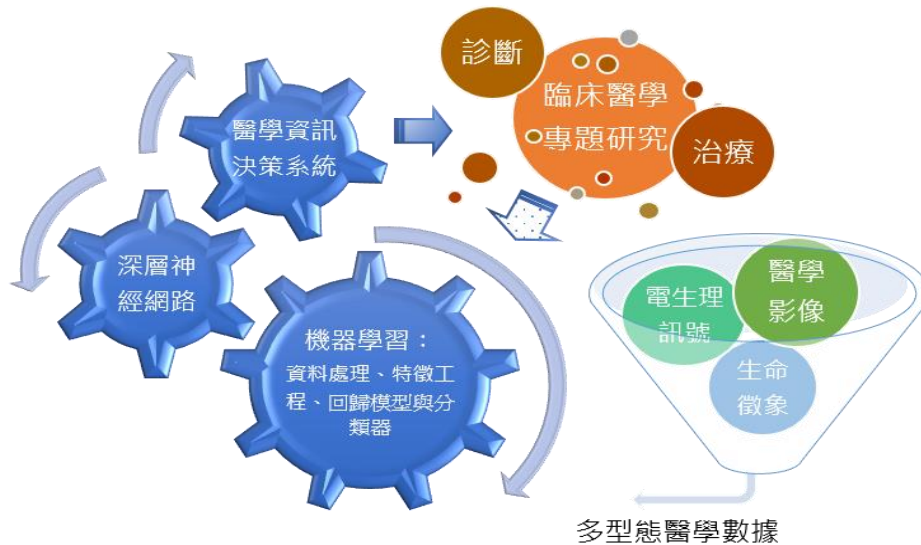 醫學資訊
決策系統
深層神
經網路
機器學習：
資料處理、特徵工
程、回歸模型與分
類器
診斷
臨床醫學
專題研究
治療
電生理
訊號
醫學
影像
生命
徵象
多型態醫學數據